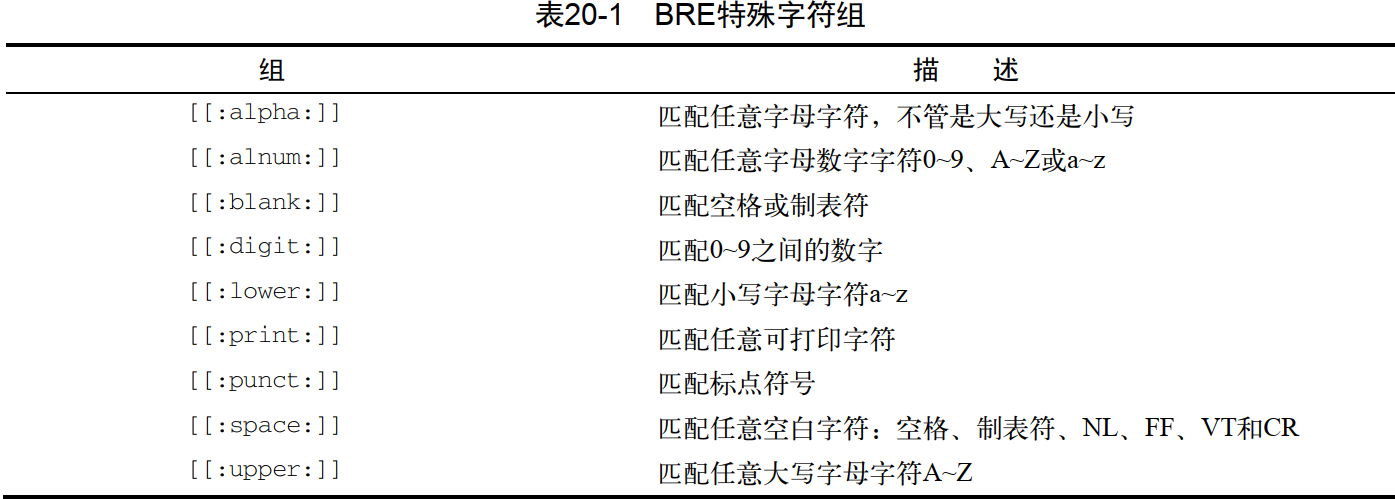 表20-1 BRE特殊字符组
组 描 述
[[:alpha:]] 匹配任意字母字符，不管是大写还是小写
[[:alnum:]] 匹配任意字母数字字符0~9、A~Z或a~z
[[:blank:]] 匹配空格或制表符
[[:digit:]] 匹配0~9之间的数字
[[:lower:]] 匹配小写字母字符a~z
[[:print:]] 匹配任意可打印字符
[[:punct:]] 匹配标点符号
[[:space:]] 匹配任意空白字符：空格、制表符、NL、FF、VT和CR
[[:upper:]] 匹配任意大写字母字符A~Z